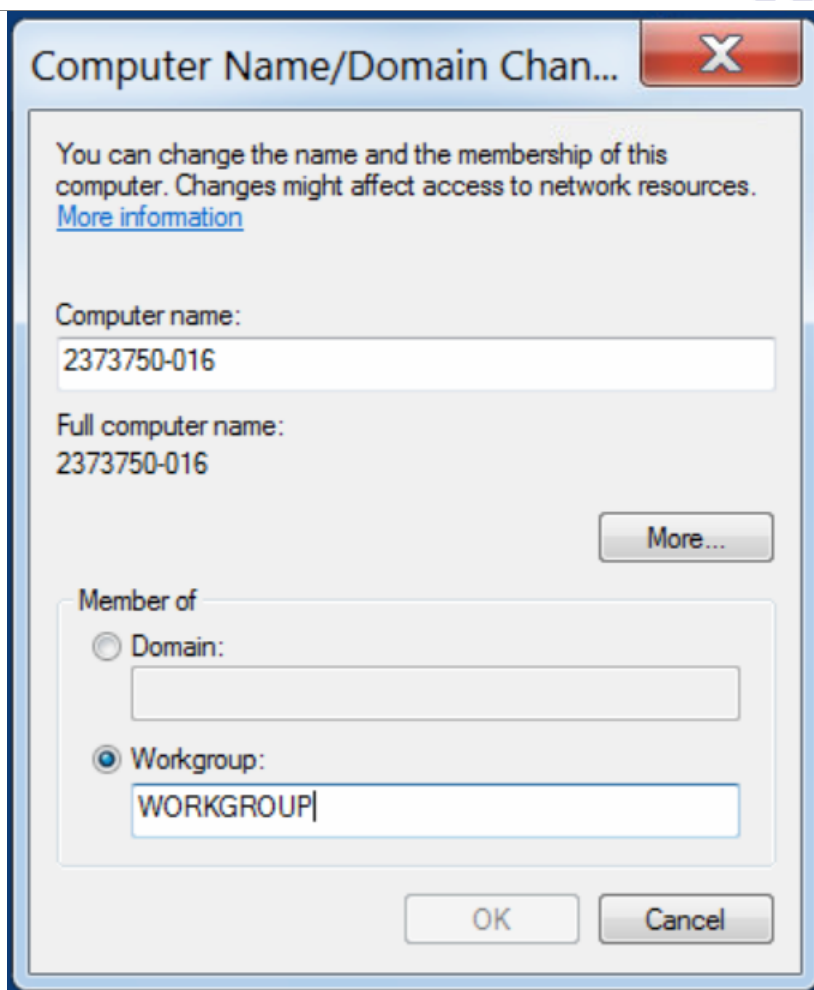 Computer Name/Domain Chan...
You can change the name and the membership of this
computer. Changes might affect access to network resources.
More information
Computer name:
2373750-016
Full computer name:
2373750-016
More...
Member of
Domain:
Workgroup:
WORKGROUP
OK
Cancel